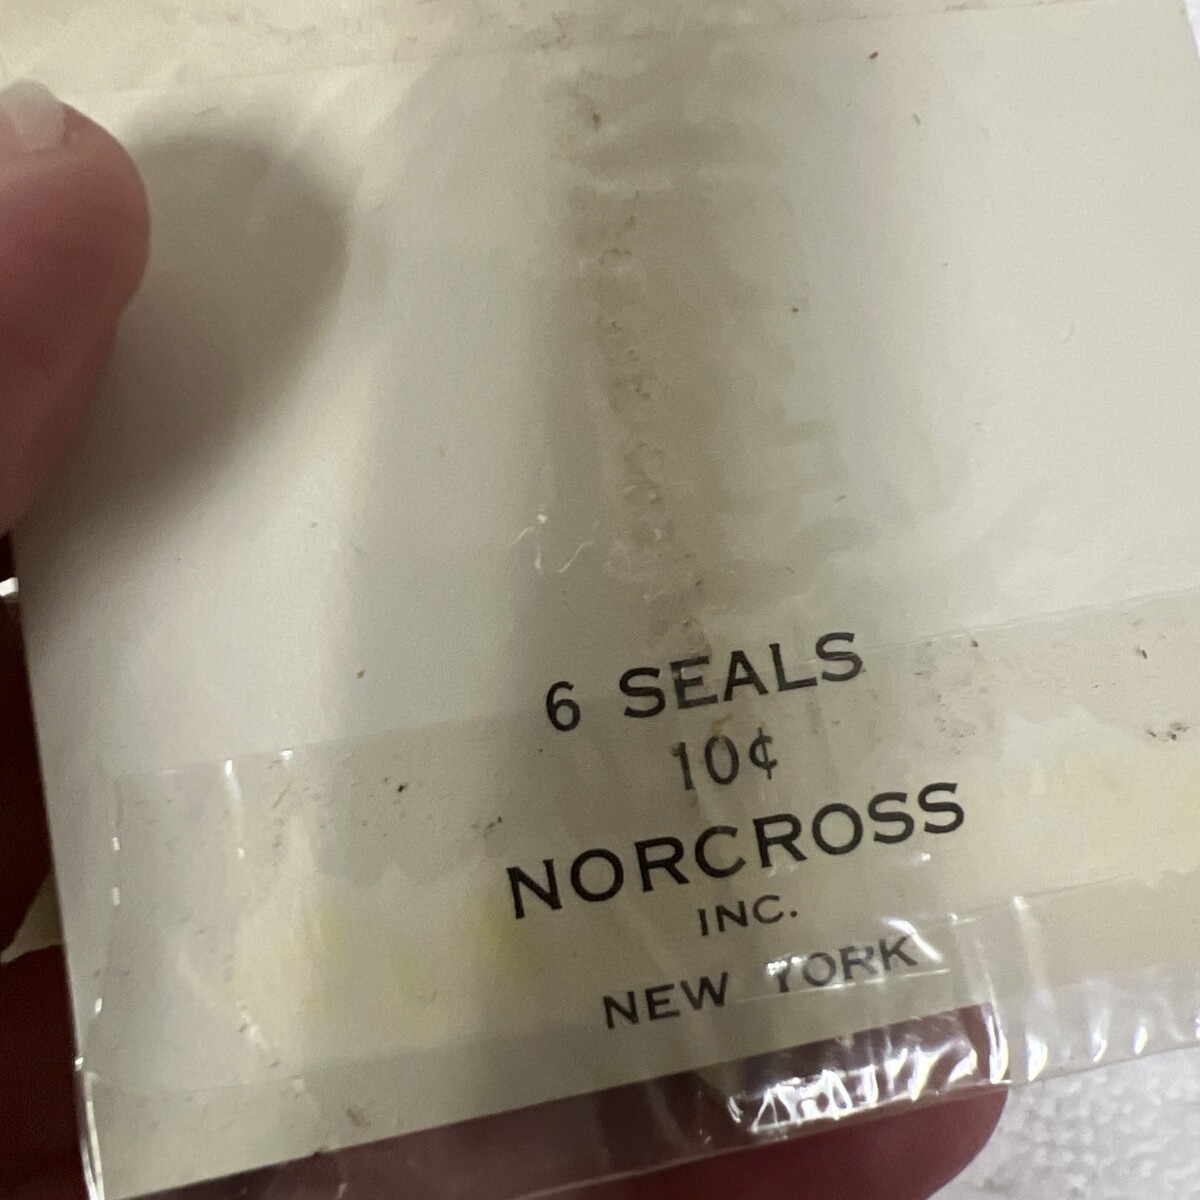 6 SEALS
10¢
NORCROSS
INC.
NEW YORK